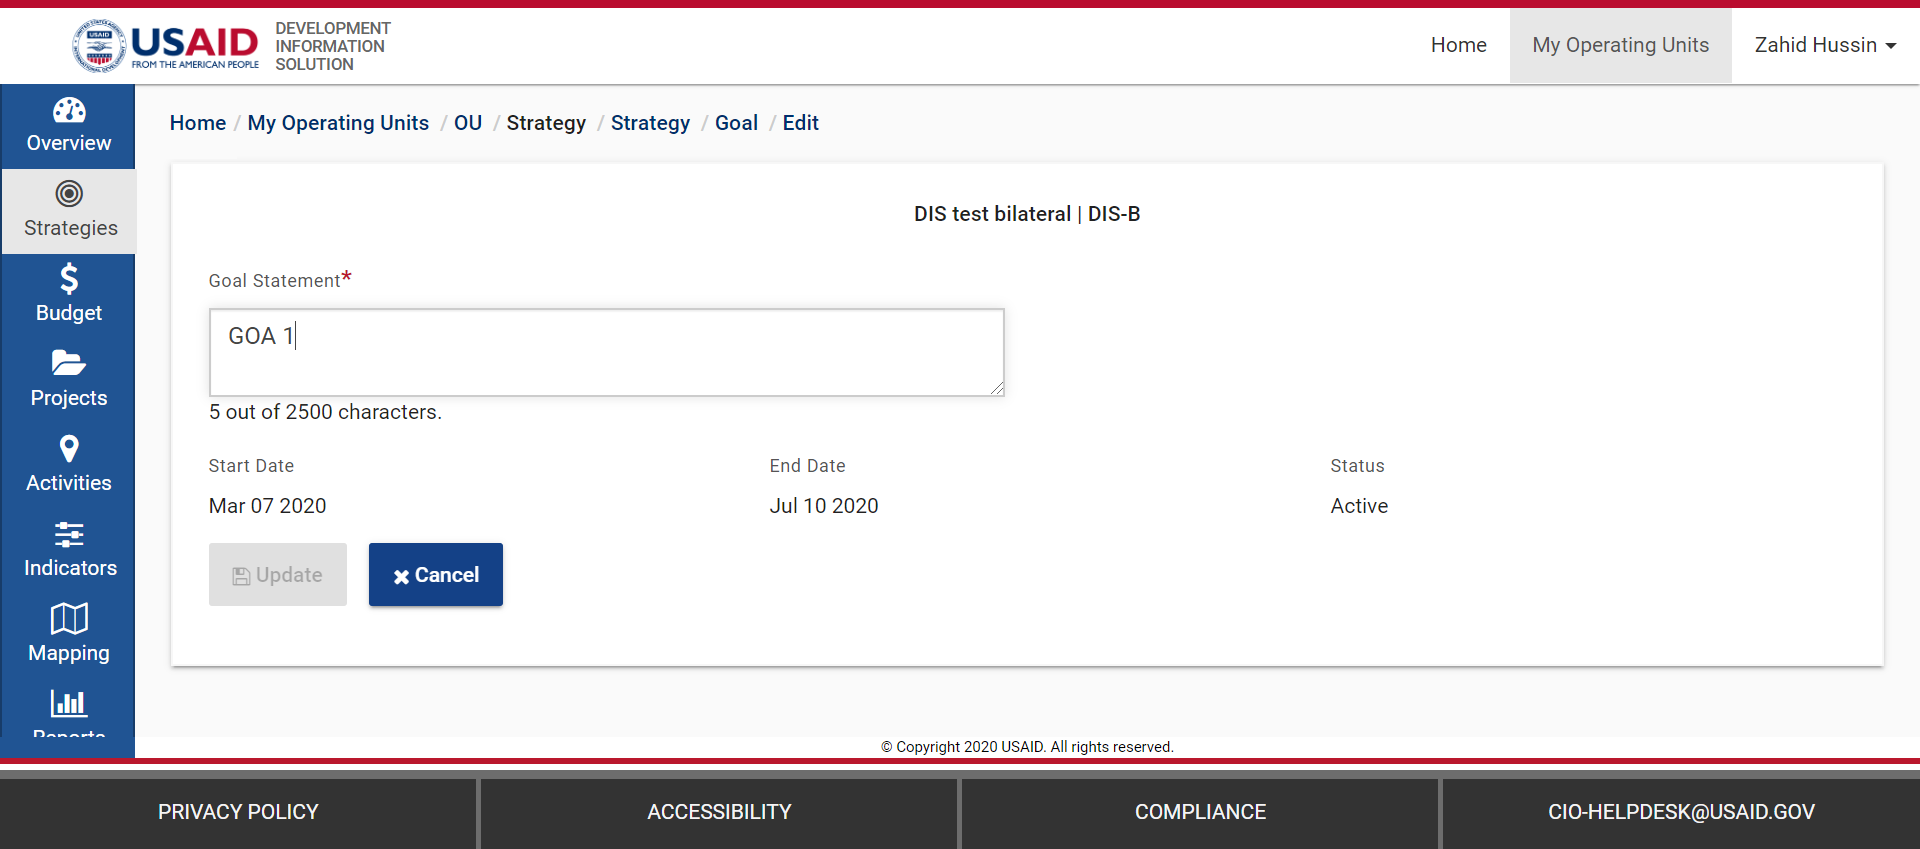 USAID
FROM THE AMERICAN PEOPLE
DEVELOPMENT
INFORMATION
SOLUTION
Home
My Operating Units
Zahid Hussin
Overview
Strategies
Budget
Projects
Activities
Indicators
Mapping
Reports
Home / My Operating Units / OU / Strategy / Strategy / Goal / Edit
DIS test bilateral | DIS-B
Goal Statement*
GOA 1
5 out of 2500 characters.
Start Date
End Date
Status
Mar 07 2020
Jul 10 2020
Active
Update
Cancel
© Copyright 2020 USAID. All rights reserved.
PRIVACY POLICY
ACCESSIBILITY
COMPLIANCE
CIO-HELPDESK@USAID.GOV